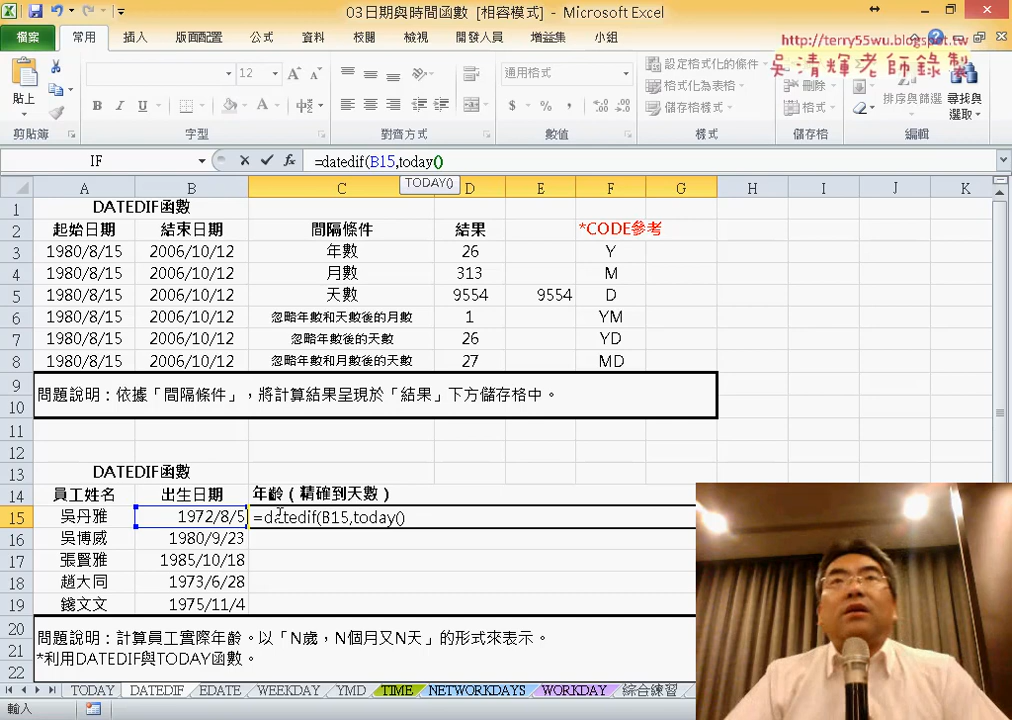 03日期與時間函數 [相容模式] - Microsoft Excel
檔案 常用 插入 版面配置 公式 資料 校閱 檢視 開發人員 增益集 小組
http://terry55wu.blogspot.tw
吳清輝老師錄製
貼上 12 通用格式 設定格式化的條件 格式化為表格 儲存格樣式 刪除 格式 排序與篩選 尋找與選取
B I U A 中 $ % ,
剪貼簿 字型 對齊方式 數值 樣式 儲存格 編輯
IF =datedif(B15,today()
TODAY()
A B C D E F G H I J K
1 DATEDIF函數
2 起始日期 結束日期 間隔條件 結果 *CODE參考
3 1980/8/15 2006/10/12 年數 26 Y
4 1980/8/15 2006/10/12 月數 313 M
5 1980/8/15 2006/10/12 天數 9554 9554 D
6 1980/8/15 2006/10/12 忽略年數和天數後的月數 1 YM
7 1980/8/15 2006/10/12 忽略年數後的天數 26 YD
8 1980/8/15 2006/10/12 忽略年數和月數後的天數 27 MD
9
10 問題說明：依據「間隔條件」，將計算結果呈現於「結果」下方儲存格中。
11
12
13 DATEDIF函數
14 員工姓名 出生日期 年齡（精確到天數）
15 吳丹雅 1972/8/5 =datedif(B15,today()
16 吳博威 1980/9/23
17 張賢雅 1985/10/18
18 趙大同 1973/6/28
19 錢文文 1975/11/4
20 問題說明：計算員工實際年齡。以「N歲，N個月又N天」的形式來表示。
21 *利用DATEDIF與TODAY函數。
22
TODAY DATEDIF EDATE WEEKDAY YMD TIME NETWORKDAYS WORKDAY 綜合練習
輸入